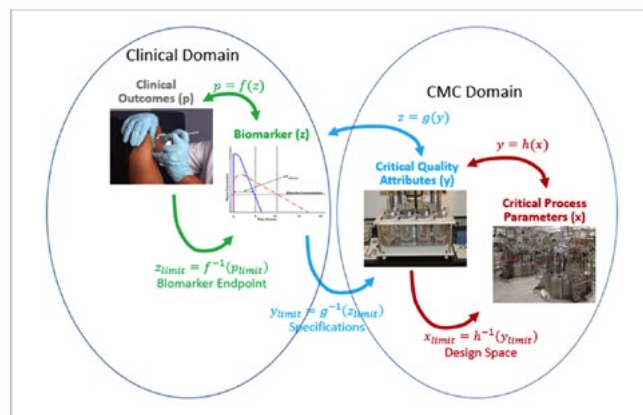 Clinical Domain
Clinical
Outcomes (p)
p = f(z)
Biomarker (z)
z_limit = f⁻¹(p_limit)
Biomarker Endpoint
CMC Domain
z = g(y)
y = h(x)
Critical Quality
Attributes (y)
Critical Process
Parameters (x)
y_limit = g⁻¹(z_limit)
Specifications
x_limit = h⁻¹(y_limit)
Design Space